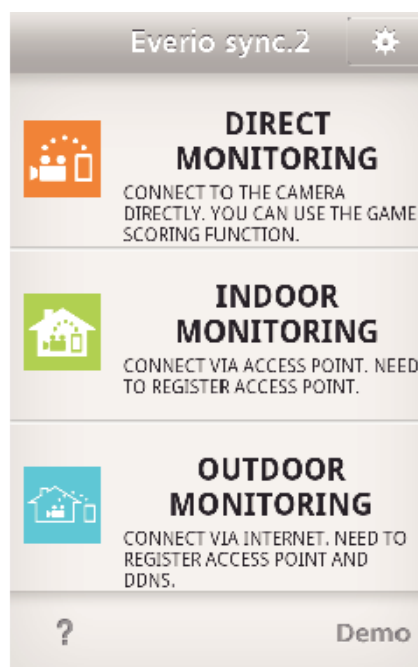 Everio sync.2
DIRECT
MONITORING
CONNECT TO THE CAMERA
DIRECTLY. YOU CAN USE THE GAME
SCORING FUNCTION.
INDOOR
MONITORING
CONNECT VIA ACCESS POINT. NEED
TO REGISTER ACCESS POINT.
OUTDOOR
MONITORING
CONNECT VIA INTERNET. NEED TO
REGISTER ACCESS POINT AND
DDNS.
? Demo